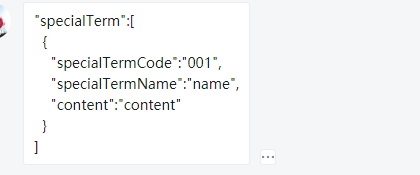 "specialTerm":[
{
"specialTermCode":"001",
"specialTermName":"name",
"content":"content"
}
]